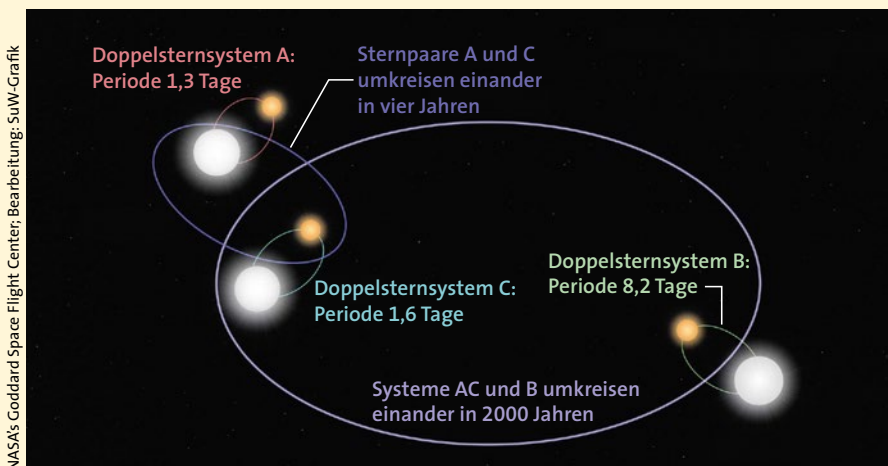 Doppelsternsystem A:
Periode 1,3 Tage
Sternpaare A und C
umkreisen einander
in vier Jahren
Doppelsternsystem C:
Periode 1,6 Tage
Doppelsternsystem B:
Periode 8,2 Tage
Systeme AC und B umkreisen
einander in 2000 Jahren
NASA's Goddard Space Flight Center; Bearbeitung: SuW-Grafik